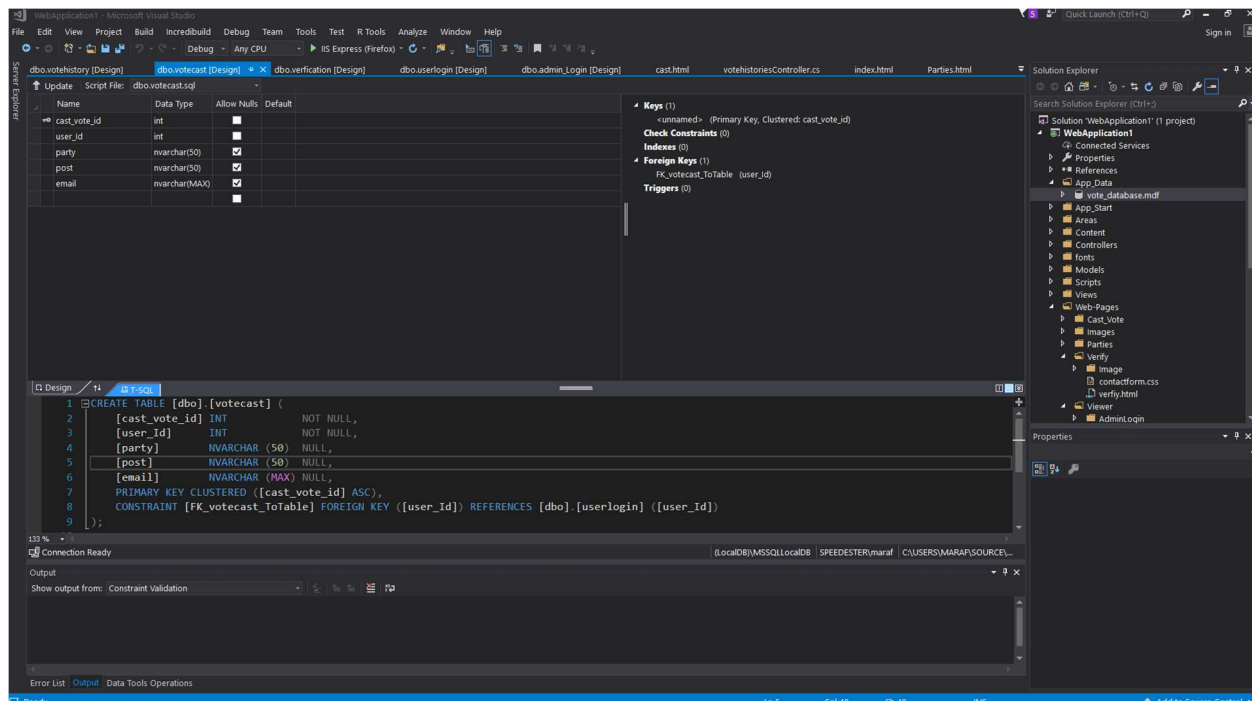 WebApplication1 - Microsoft Visual Studio
5
Quick Launch (Ctrl+Q)
File Edit View Project Build Incredibuild Debug Team Tools Test R Tools Analyze Window Help
Sign in
Debug Any CPU IIS Express (Firefox)
Server Explorer
dbo.votehistory [Design] dbo.votecast [Design] dbo.verfication [Design] dbo.userlogin [Design] dbo.admin_Login [Design] cast.html votehistoriesController.cs index.html Parties.html
Update Script File: dbo.votecast.sql
Name Data Type Allow Nulls Default
cast_vote_id int
user_Id int
party nvarchar(50)
post nvarchar(50)
email nvarchar(MAX)
Keys (1)
<unnamed> (Primary Key, Clustered: cast_vote_id)
Check Constraints (0)
Indexes (0)
Foreign Keys (1)
FK_votecast_ToTable (user_Id)
Triggers (0)
Design T-SQL
1 CREATE TABLE [dbo].[votecast] (
2 [cast_vote_id] INT NOT NULL,
3 [user_Id] INT NOT NULL,
4 [party] NVARCHAR (50) NULL,
5 [post] NVARCHAR (50) NULL,
6 [email] NVARCHAR (MAX) NULL,
7 PRIMARY KEY CLUSTERED ([cast_vote_id] ASC),
8 CONSTRAINT [FK_votecast_ToTable] FOREIGN KEY ([user_Id]) REFERENCES [dbo].[userlogin] ([user_Id])
9 );
133 %
Connection Ready
(LocalDB)\MSSQLLocalDB SPEEDESTER\maraf C:\USERS\MARAF\SOURCE\...
Output
Show output from: Constraint Validation
Error List Output Data Tools Operations
Solution Explorer
Search Solution Explorer (Ctrl+;)
Solution 'WebApplication1' (1 project)
WebApplication1
Connected Services
Properties
References
App_Data
vote_database.mdf
App_Start
Areas
Content
Controllers
fonts
Models
Scripts
Views
Web-Pages
Cast_Vote
Images
Parties
Verify
Image
contactform.css
verfiy.html
Viewer
AdminLogin
Properties